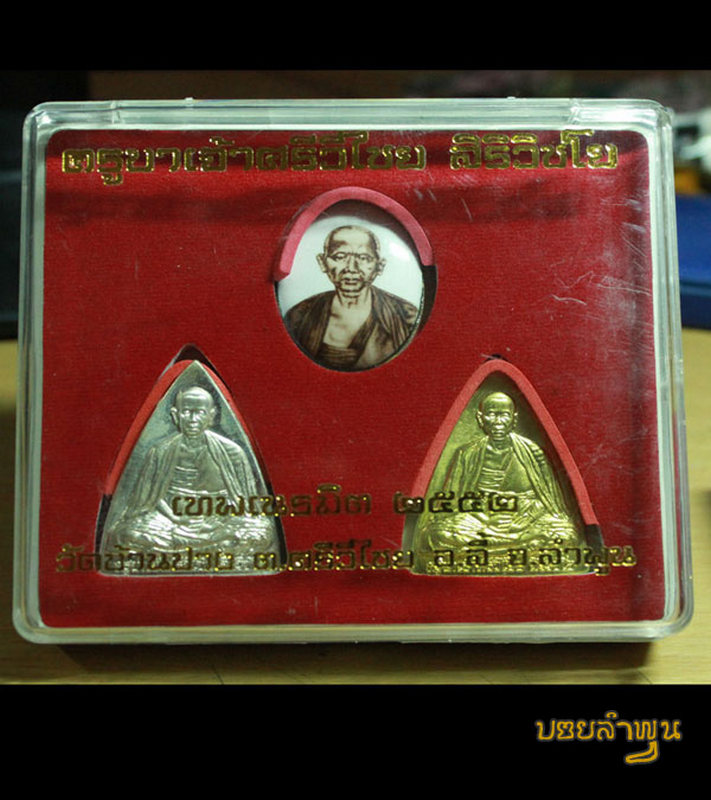 ครูบาเจ้าศรีวิไชย สิริวิชโย
เทพเนรมิต ๒๕๕๒
วัดบ้านปาง ต.ศรีวิไชย อ.ลี้ จ.ลำพูน
บอยลำพูน